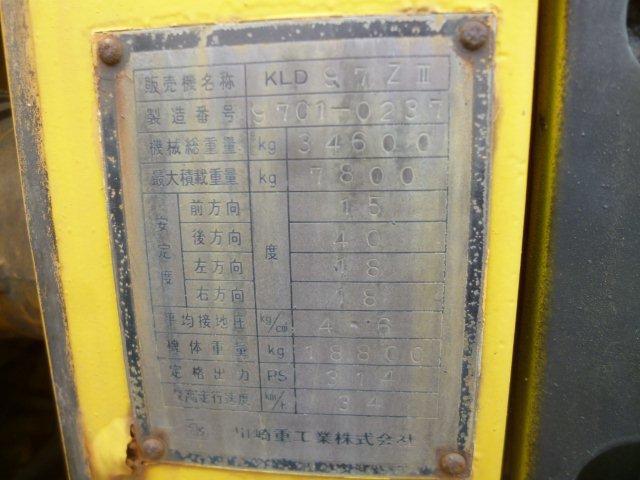 販売機名称 KLD 97ZⅢ
製造番号 9701-0237
機械総重量 kg 34600
最大積載重量 kg 7800
安定度 前方向 度 15
後方向 40
左方向 18
右方向 18
平均接地圧 kg/cm 4.6
機体重量 kg 18800
定格出力 PS 314
最高走行速度 km/h 34
川崎重工業株式会社